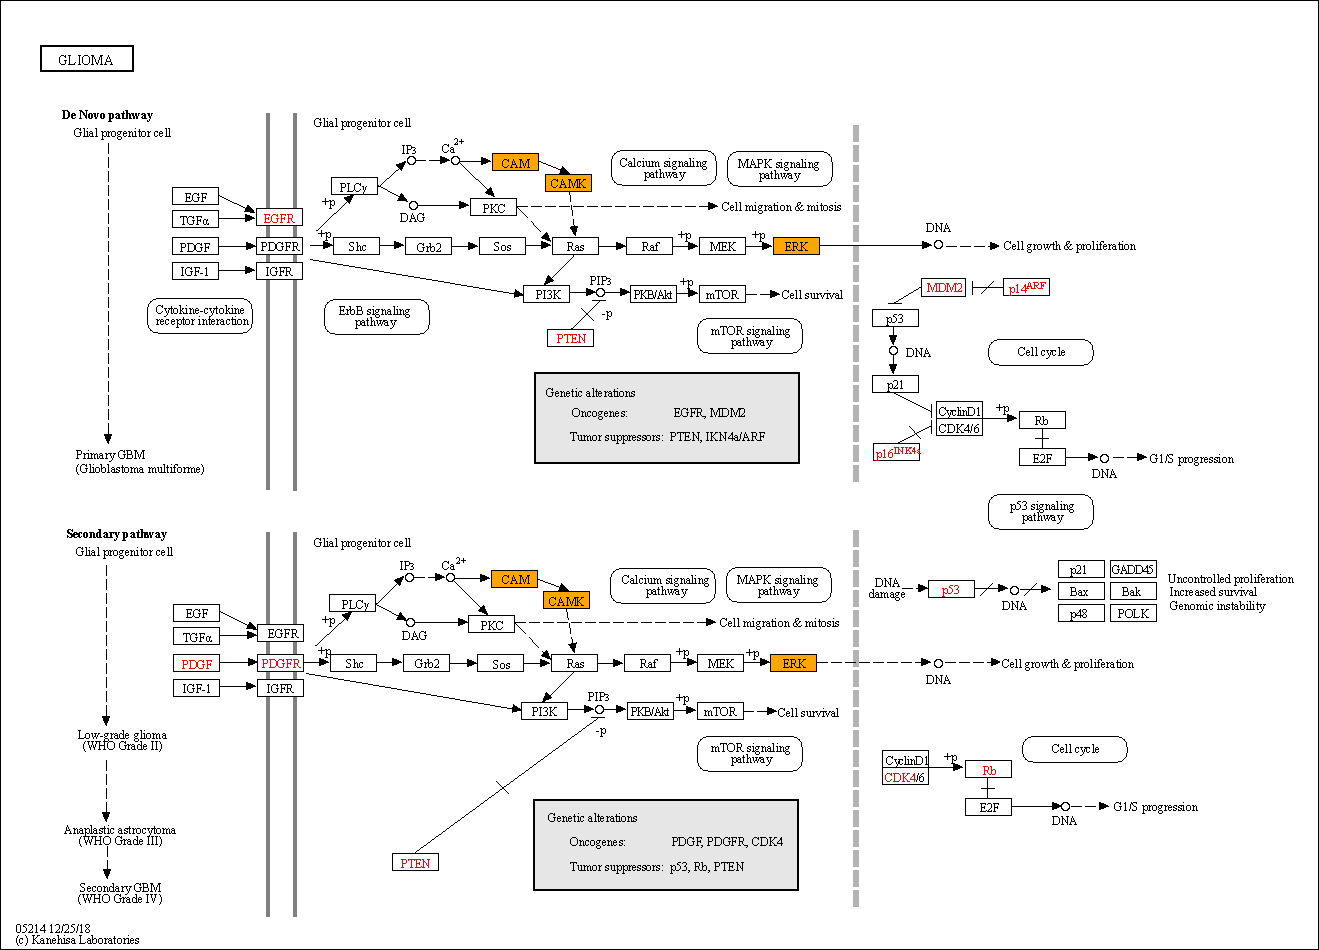 GLIOMA
De Novo pathway
Glial progenitor cell
Primary GBM
(Glioblastoma multiforme)
EGF
TGFα
PDGF
IGF-1
EGFR
PDGFR
IGFR
Cytokine-cytokine
receptor interaction
Glial progenitor cell
IP3
Ca2+
CAM
CAMK
PLCγ
DAG
PKC
Calcium signaling
pathway
MAPK signaling
pathway
Cell migration & mitosis
+p
+p
Shc
Grb2
Sos
Ras
Raf
+p
MEK
+p
ERK
DNA
Cell growth & proliferation
PI3K
PIP3
-p
PKB/Akt
+p
mTOR
Cell survival
PTEN
ErbB signaling
pathway
mTOR signaling
pathway
MDM2
p14ARF
p53
DNA
p21
Cell cycle
CyclinD1
CDK4/6
+p
Rb
p16INK4a
E2F
DNA
G1/S progression
Genetic alterations
Oncogenes: EGFR, MDM2
Tumor suppressors: PTEN, IKN4a/ARF
p53 signaling
pathway
Secondary pathway
Glial progenitor cell
Low-grade glioma
(WHO Grade II)
Anaplastic astrocytoma
(WHO Grade III)
Secondary GBM
(WHO Grade IV)
EGF
TGFα
PDGF
IGF-1
EGFR
PDGFR
IGFR
Glial progenitor cell
IP3
Ca2+
CAM
CAMK
PLCγ
DAG
PKC
Calcium signaling
pathway
MAPK signaling
pathway
Cell migration & mitosis
+p
+p
Shc
Grb2
Sos
Ras
Raf
+p
MEK
+p
ERK
DNA
Cell growth & proliferation
PI3K
PIP3
-p
PKB/Akt
+p
mTOR
Cell survival
mTOR signaling
pathway
PTEN
DNA
damage
p53
DNA
p21
GADD45
Bax
Bak
p48
POLK
Uncontrolled proliferation
Increased survival
Genomic instability
CyclinD1
CDK4/6
+p
Rb
Cell cycle
E2F
DNA
G1/S progression
Genetic alterations
Oncogenes: PDGF, PDGFR, CDK4
Tumor suppressors: p53, Rb, PTEN
05214 12/25/18
(c) Kanehisa Laboratories